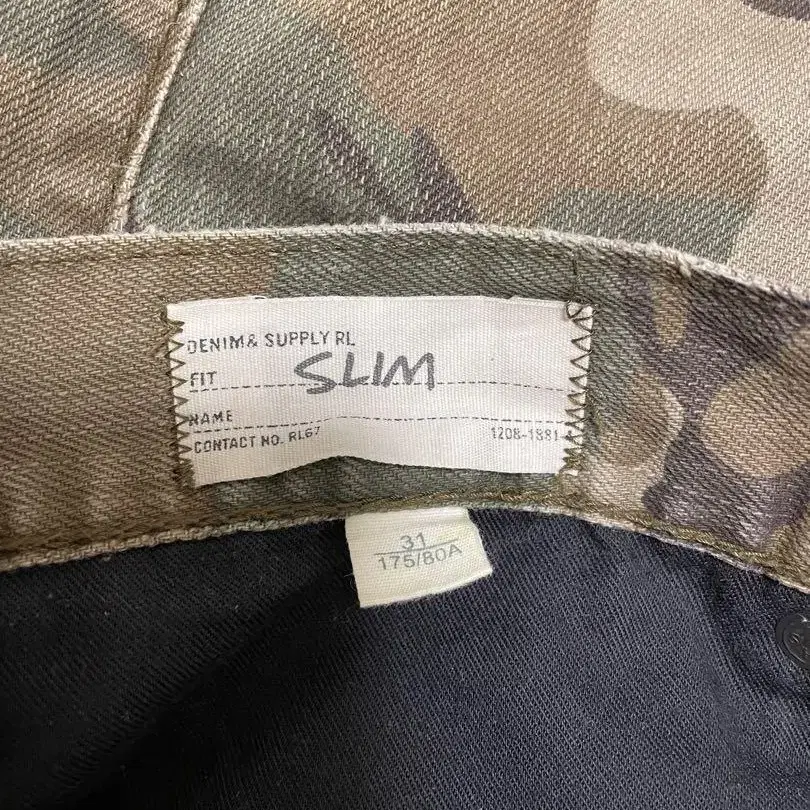 DENIM & SUPPLY RL
FIT SLIM
NAME
CONTACT NO. RL67 1208-1881
31
175/80A